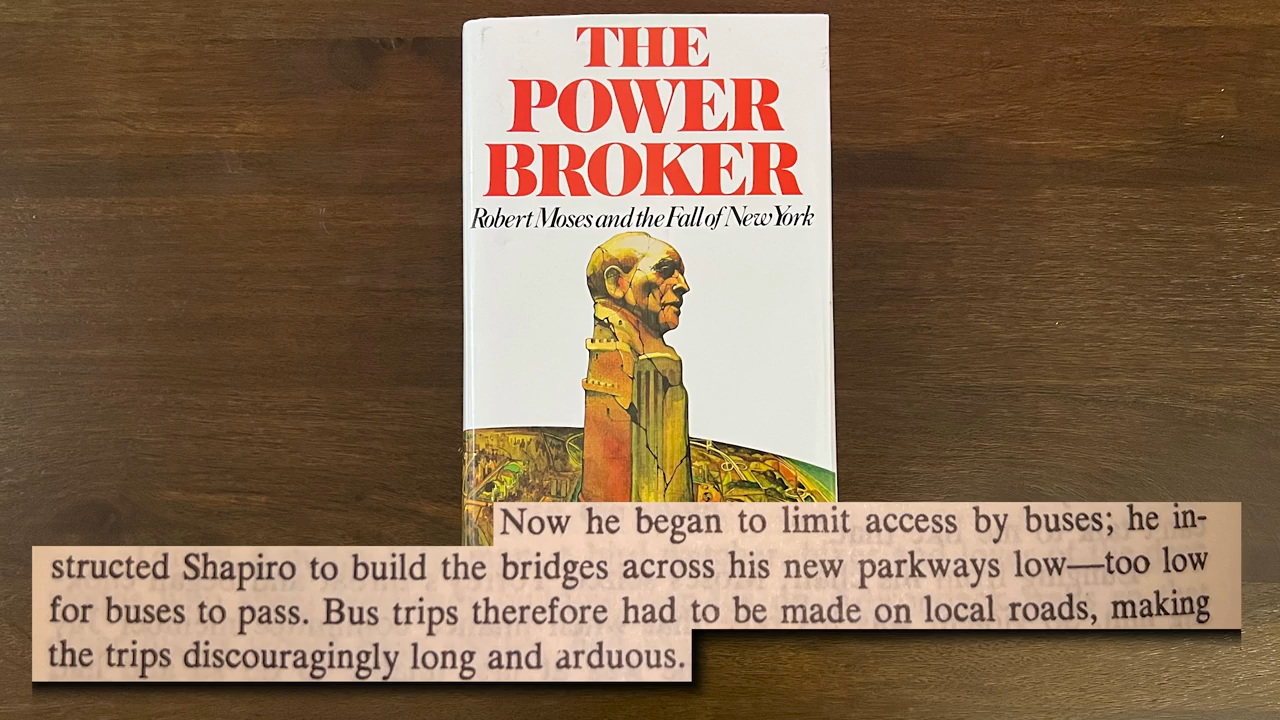 THE
POWER
BROKER
Robert Moses and the Fall of New York
Now he began to limit access by buses; he in-
structed Shapiro to build the bridges across his new parkways low—too low
for buses to pass. Bus trips therefore had to be made on local roads, making
the trips discouragingly long and arduous.